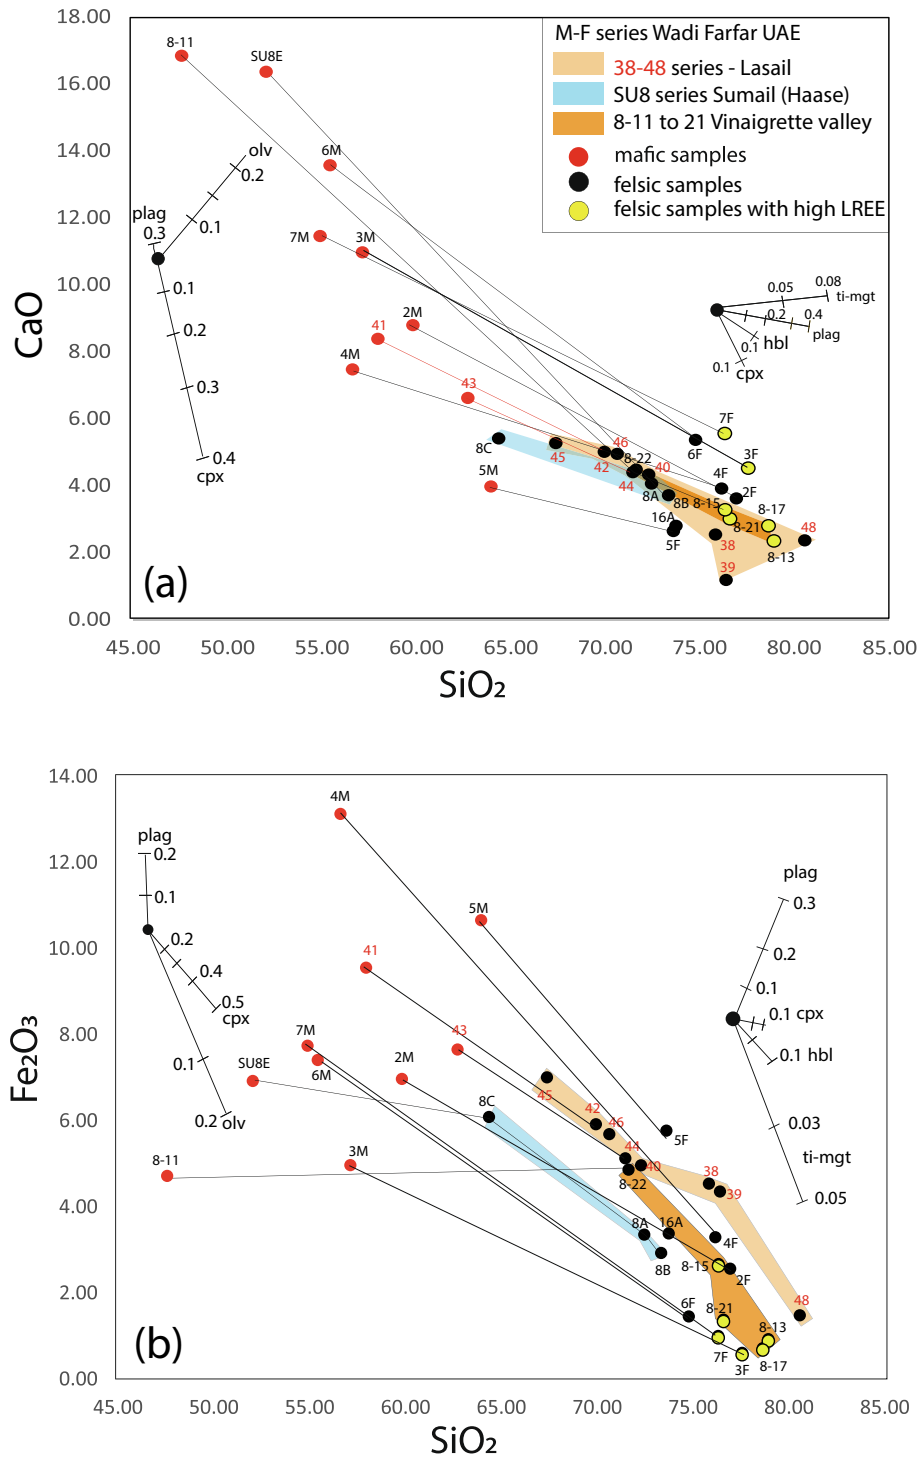 18.00
16.00
14.00
12.00
10.00
8.00
6.00
4.00
2.00
0.00
CaO
M-F series Wadi Farfar UAE
38-48 series - Lasail
SU8 series Sumail (Haase)
8-11 to 21 Vinaigrette valley
mafic samples
felsic samples
felsic samples with high LREE
8-11
SU8E
6M
7M
3M
2M
41
4M
43
5M
olv
0.2
0.1
plag
0.3
0.1
0.2
0.3
0.4
cpx
0.05
0.08
ti-mgt
0.2
0.4
plag
hbl
0.1
0.1
cpx
7F
3F
6F
4F
2F
8C
45
46
42
8-22
40
44
8A
8B
8-15
8-17
16A
5F
8-21
38
8-13
48
39
(a)
45.00 50.00 55.00 60.00 65.00 70.00 75.00 80.00 85.00
SiO₂
14.00
12.00
10.00
8.00
6.00
4.00
2.00
0.00
Fe₂O₃
4M
5M
41
43
7M
6M
2M
SU8E
3M
8-11
plag
0.2
0.1
0.2
0.4
0.5
cpx
0.1
0.2 olv
plag
0.3
0.2
0.1
0.1 cpx
0.1 hbl
0.03
ti-mgt
0.05
8C
45
42
46
44
5F
40
8-22
38
39
8A
16A
8B
4F
8-15
2F
6F
8-21
48
8-13
7F
3F
8-17
(b)
45.00 50.00 55.00 60.00 65.00 70.00 75.00 80.00 85.00
SiO₂